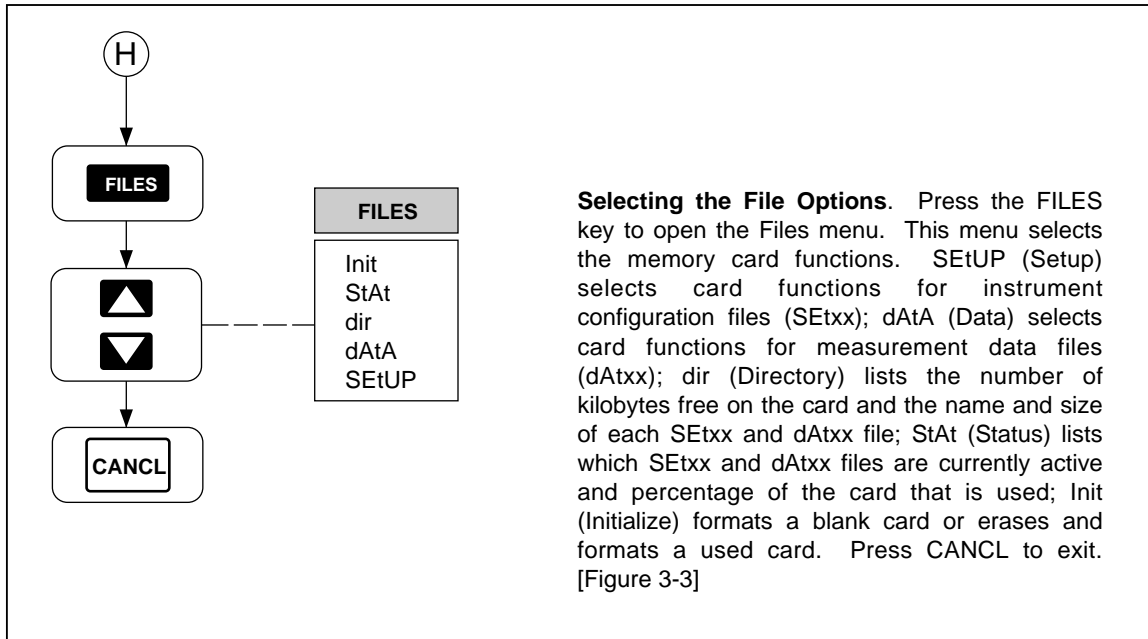 H
FILES
CANCL
FILES
Init
StAt
dir
dAtA
SEtUP
Selecting the File Options. Press the FILES
key to open the Files menu. This menu selects
the memory card functions. SEtUP (Setup)
selects card functions for instrument
configuration files (SEtxx); dAtA (Data) selects
card functions for measurement data files
(dAtxx); dir (Directory) lists the number of
kilobytes free on the card and the name and size
of each SEtxx and dAtxx file; StAt (Status) lists
which SEtxx and dAtxx files are currently active
and percentage of the card that is used; Init
(Initialize) formats a blank card or erases and
formats a used card. Press CANCL to exit.
[Figure 3-3]